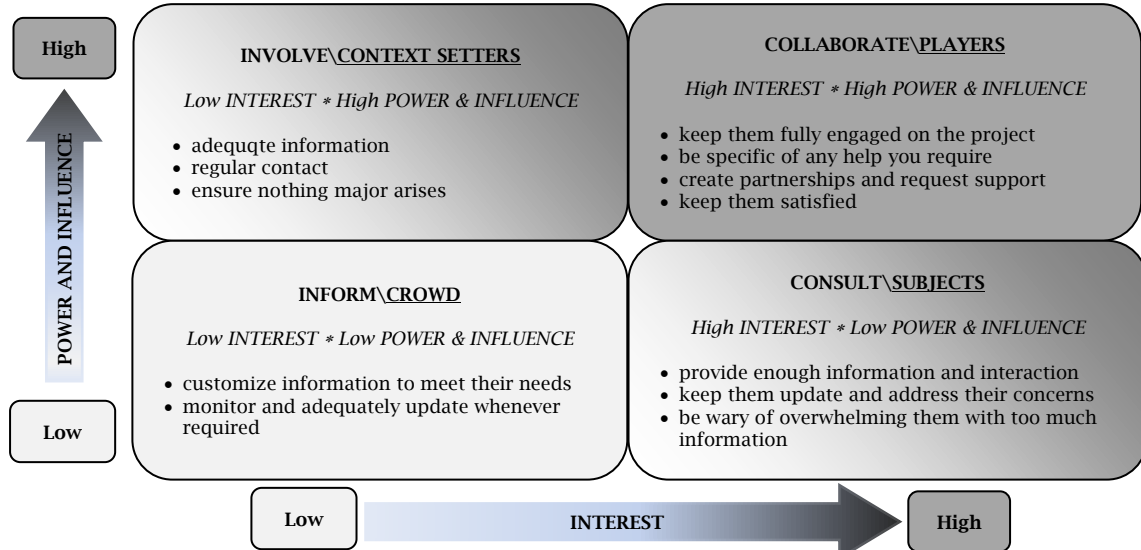 High
POWER AND INFLUENCE
Low
INVOLVE\CONTEXT SETTERS
Low INTEREST * High POWER & INFLUENCE
• adequqte information
• regular contact
• ensure nothing major arises
COLLABORATE\PLAYERS
High INTEREST * High POWER & INFLUENCE
• keep them fully engaged on the project
• be specific of any help you require
• create partnerships and request support
• keep them satisfied
INFORM\CROWD
Low INTEREST * Low POWER & INFLUENCE
• customize information to meet their needs
• monitor and adequately update whenever
required
CONSULT\SUBJECTS
High INTEREST * Low POWER & INFLUENCE
• provide enough information and interaction
• keep them update and address their concerns
• be wary of overwhelming them with too much
information
Low
INTEREST
High